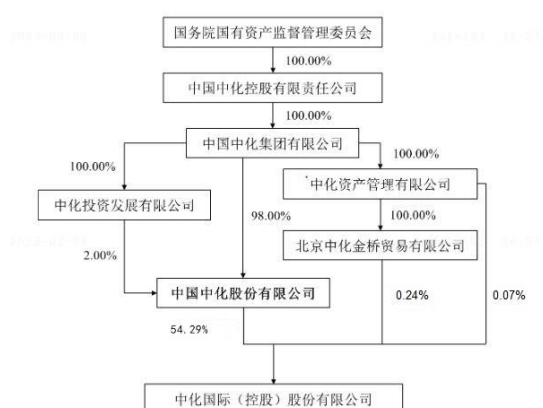 国务院国有资产监督管理委员会
100.00%
中国中化控股有限责任公司
100.00%
中国中化集团有限公司
100.00%
100.00%
中化资产管理有限公司
中化投资发展有限公司
98.00%
100.00%
北京中化金桥贸易有限公司
2.00%
中国中化股份有限公司
0.24%
0.07%
54.29%
中化国际（控股）股份有限公司